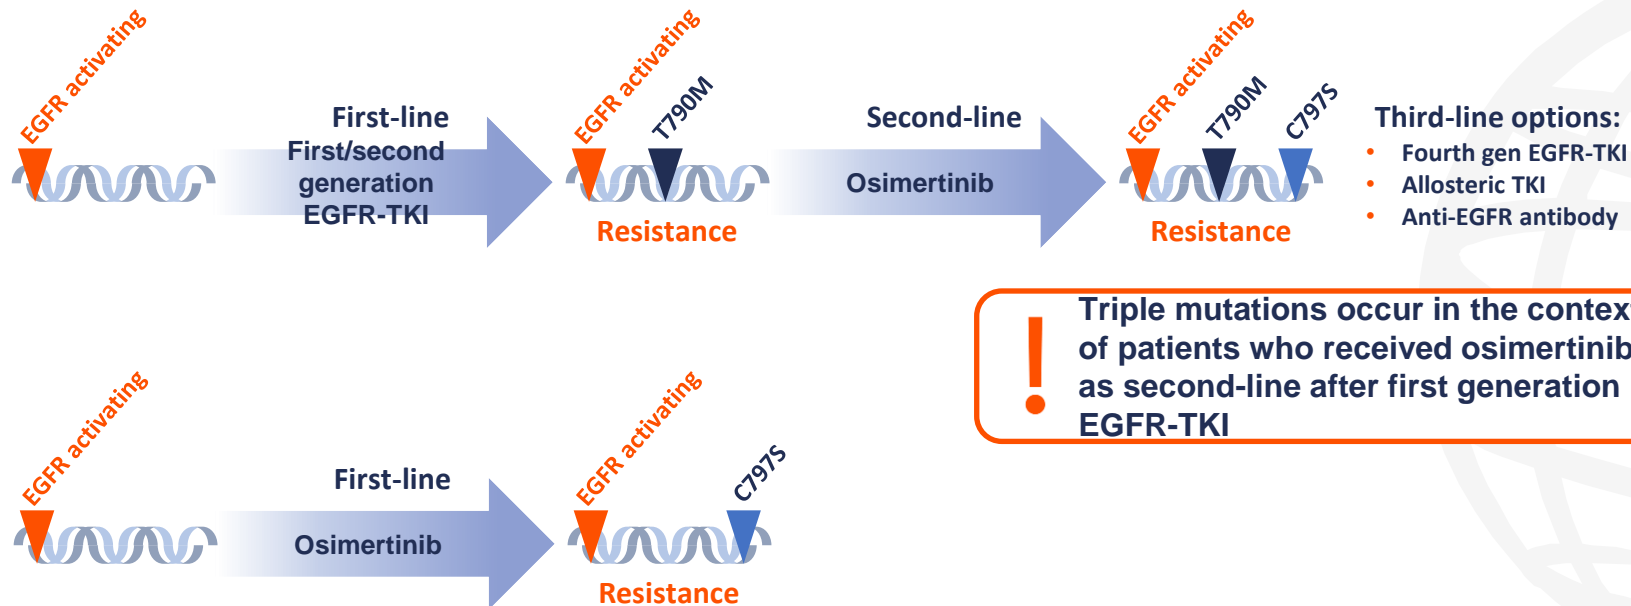 EGFR activating
First-line
First/second
generation
EGFR-TKI
EGFR activating
T790M
Resistance
Second-line
Osimertinib
EGFR activating
T790M
C797S
Resistance
Third-line options:
• Fourth gen EGFR-TKI
• Allosteric TKI
• Anti-EGFR antibody
!
Triple mutations occur in the context
of patients who received osimertinib
as second-line after first generation
EGFR-TKI
EGFR activating
First-line
Osimertinib
EGFR activating
C797S
Resistance